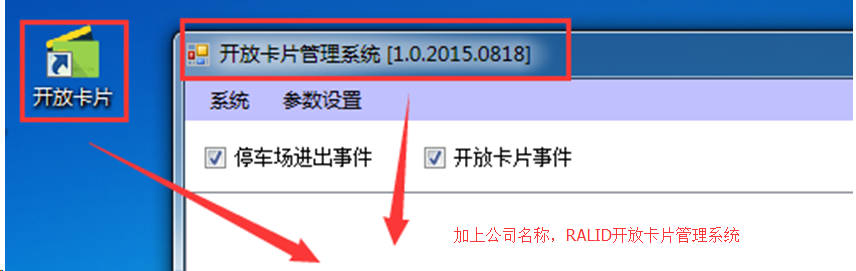 开放卡片管理系统 [1.0.2015.0818]
开放卡片
系统 参数设置
停车场进出事件 开放卡片事件
加上公司名称，RALID开放卡片管理系统